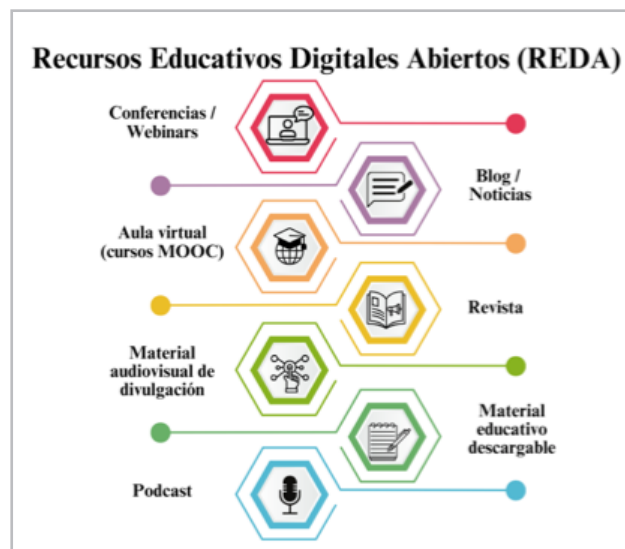 Recursos Educativos Digitales Abiertos (REDA)
Conferencias /
Webinars
Blog /
Noticias
Aula virtual
(cursos MOOC)
Revista
Material
audiovisual de
divulgación
Material
educativo
descargable
Podcast